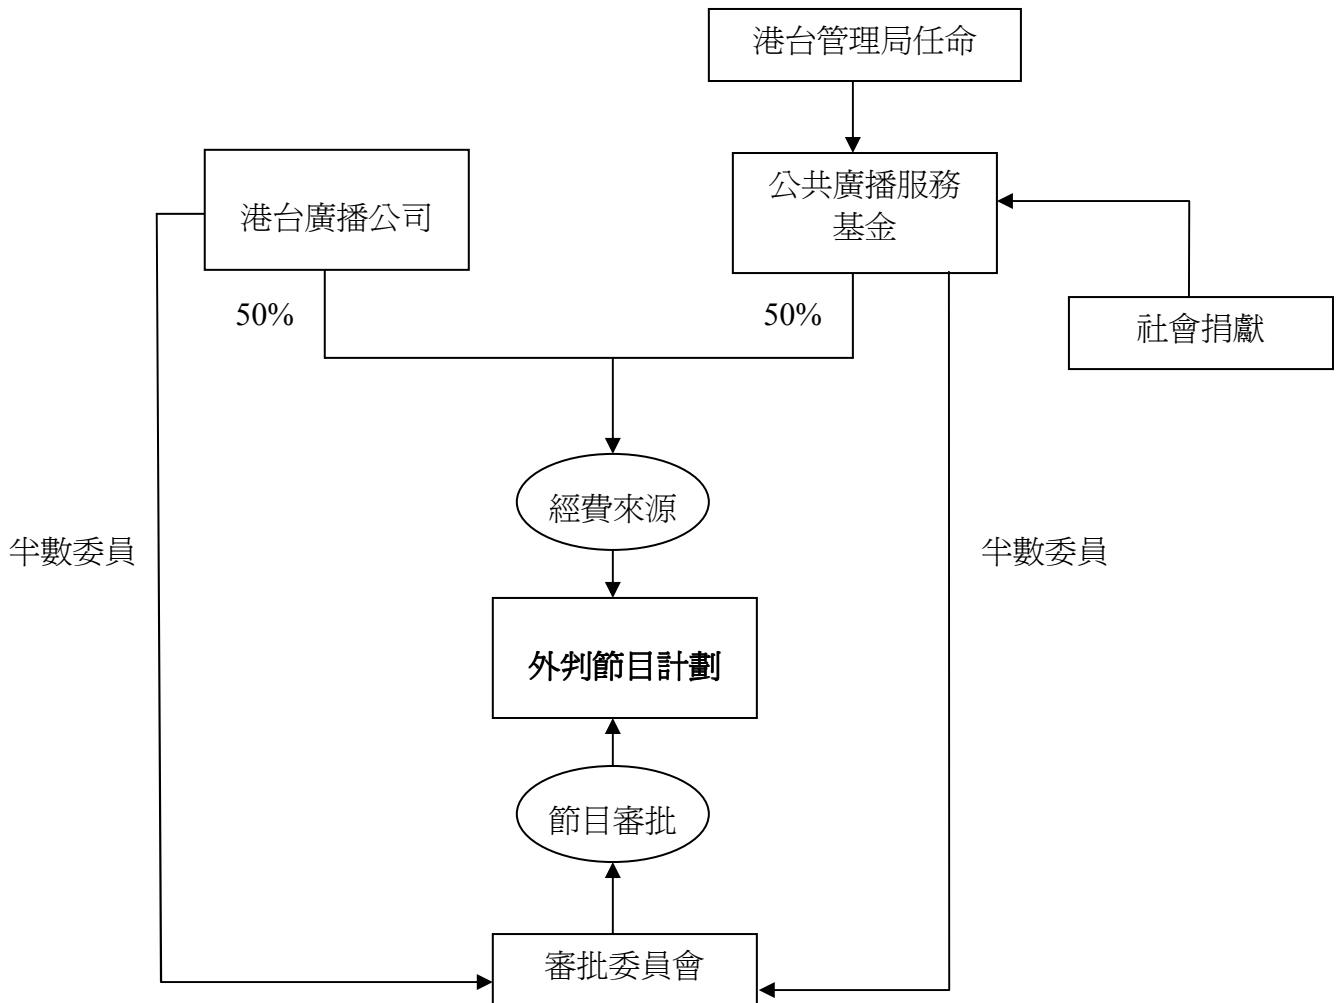 港台管理局任命
港台廣播公司
公共廣播服務
基金
50%
50%
社會捐獻
經費來源
半數委員
半數委員
外判節目計劃
節目審批
審批委員會